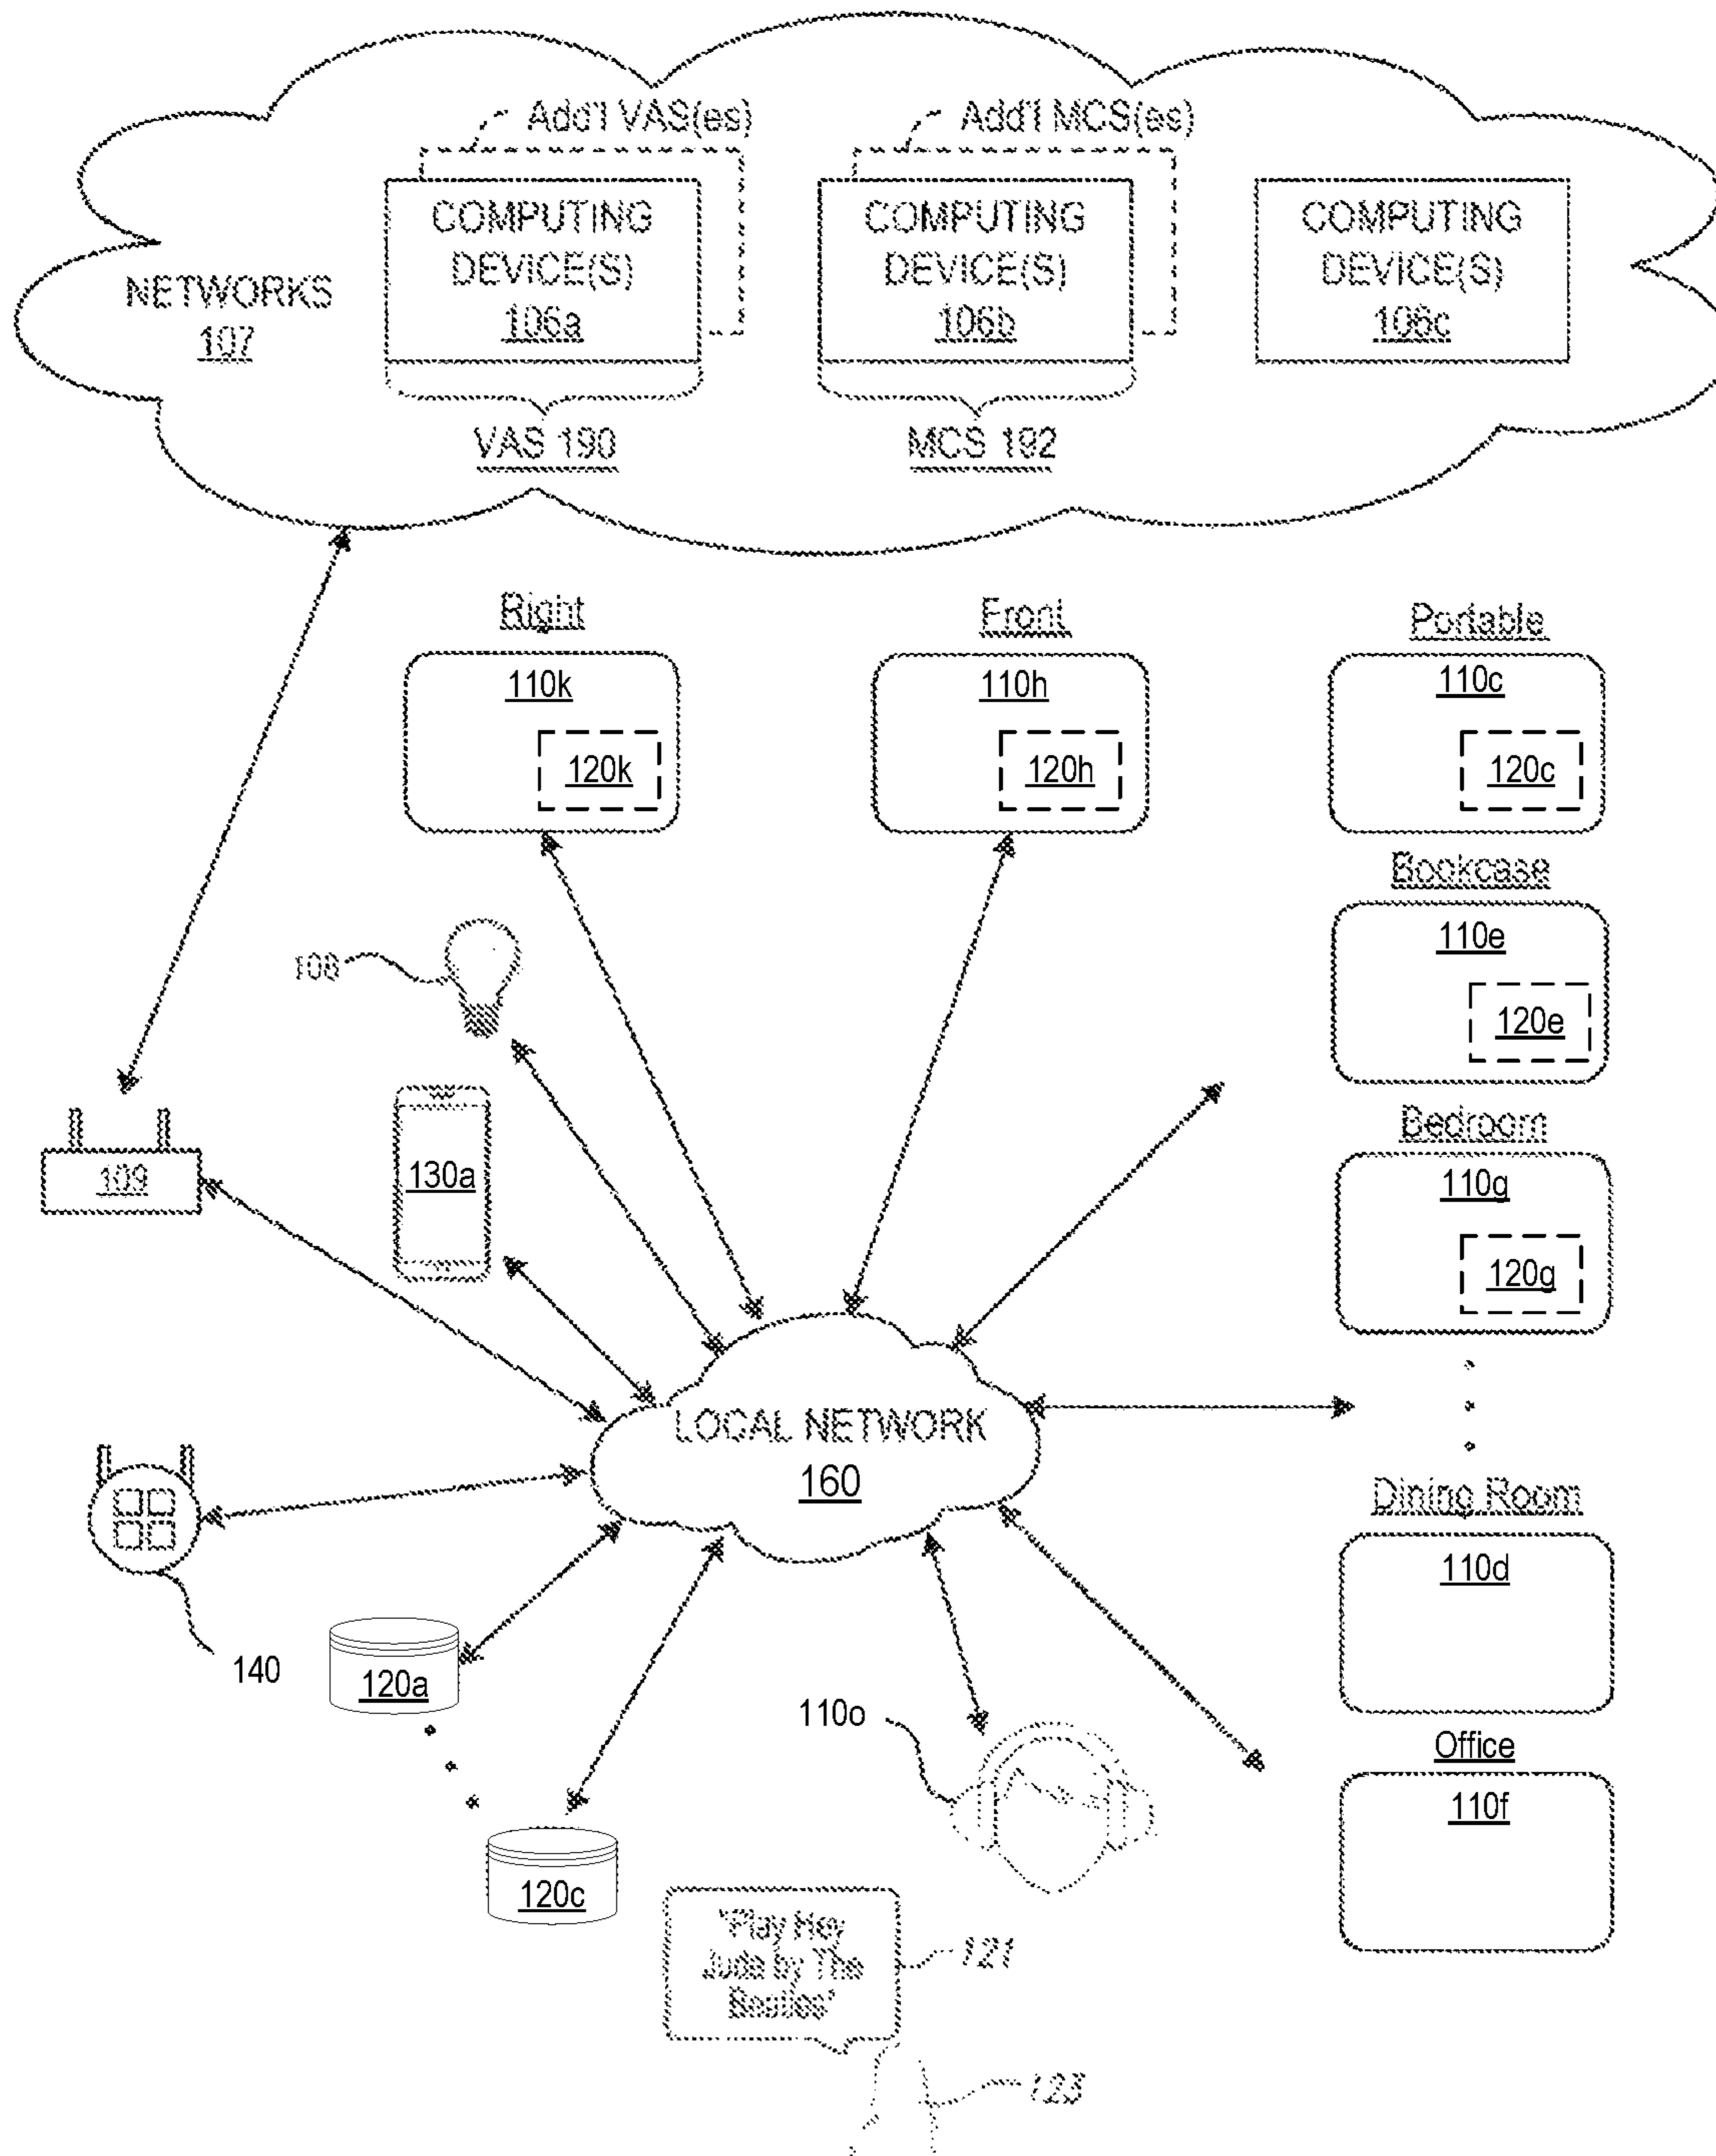 Add'l VAS(es)
Add'l MCS(es)
COMPUTING
DEVICE(S)
106a
COMPUTING
DEVICE(S)
106b
COMPUTING
DEVICE(S)
106c
NETWORKS
107
VAS 190
MCS 192
Right
110k
120k
Front
110h
120h
Portable
110c
120c
Bookcase
110e
120e
108
130a
109
Bedroom
110g
120g
LOCAL NETWORK
160
Dining Room
110d
140
120a
110o
Office
110f
120c
"Play Hey
Jude by The
Beatles"
121
123